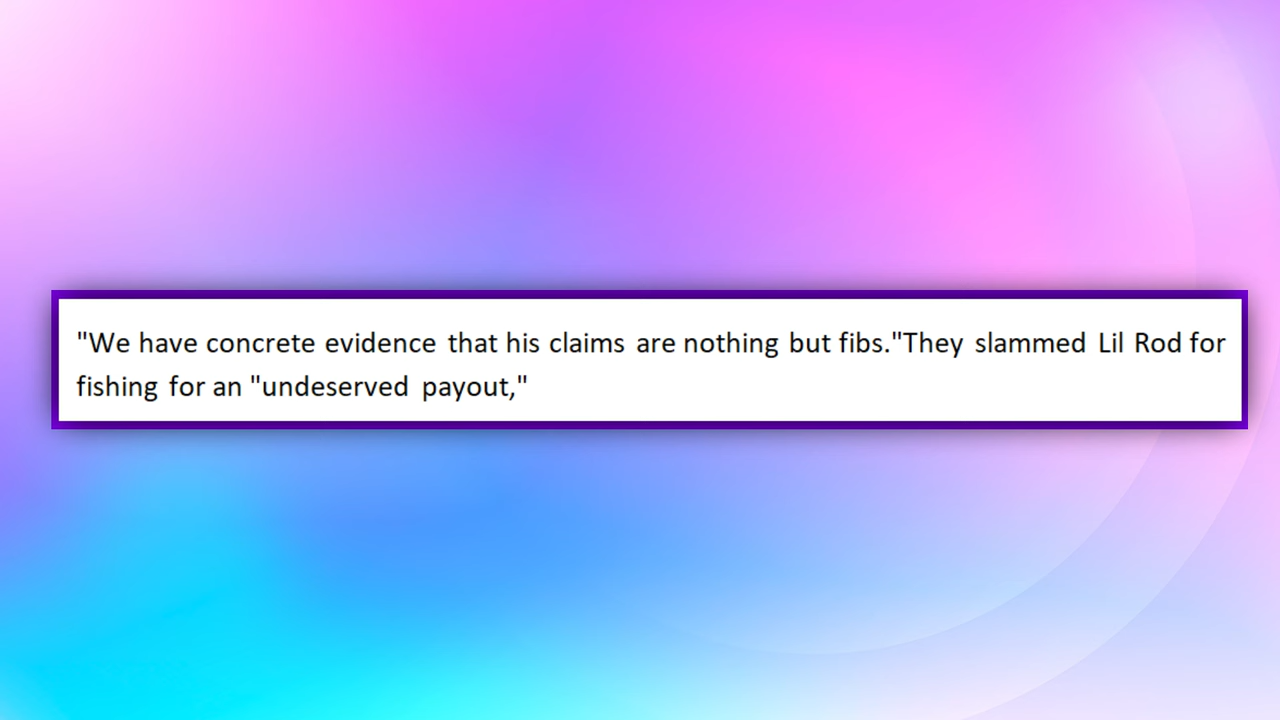 "We have concrete evidence that his claims are nothing but fibs."They slammed Lil Rod for
fishing for an "undeserved payout,"